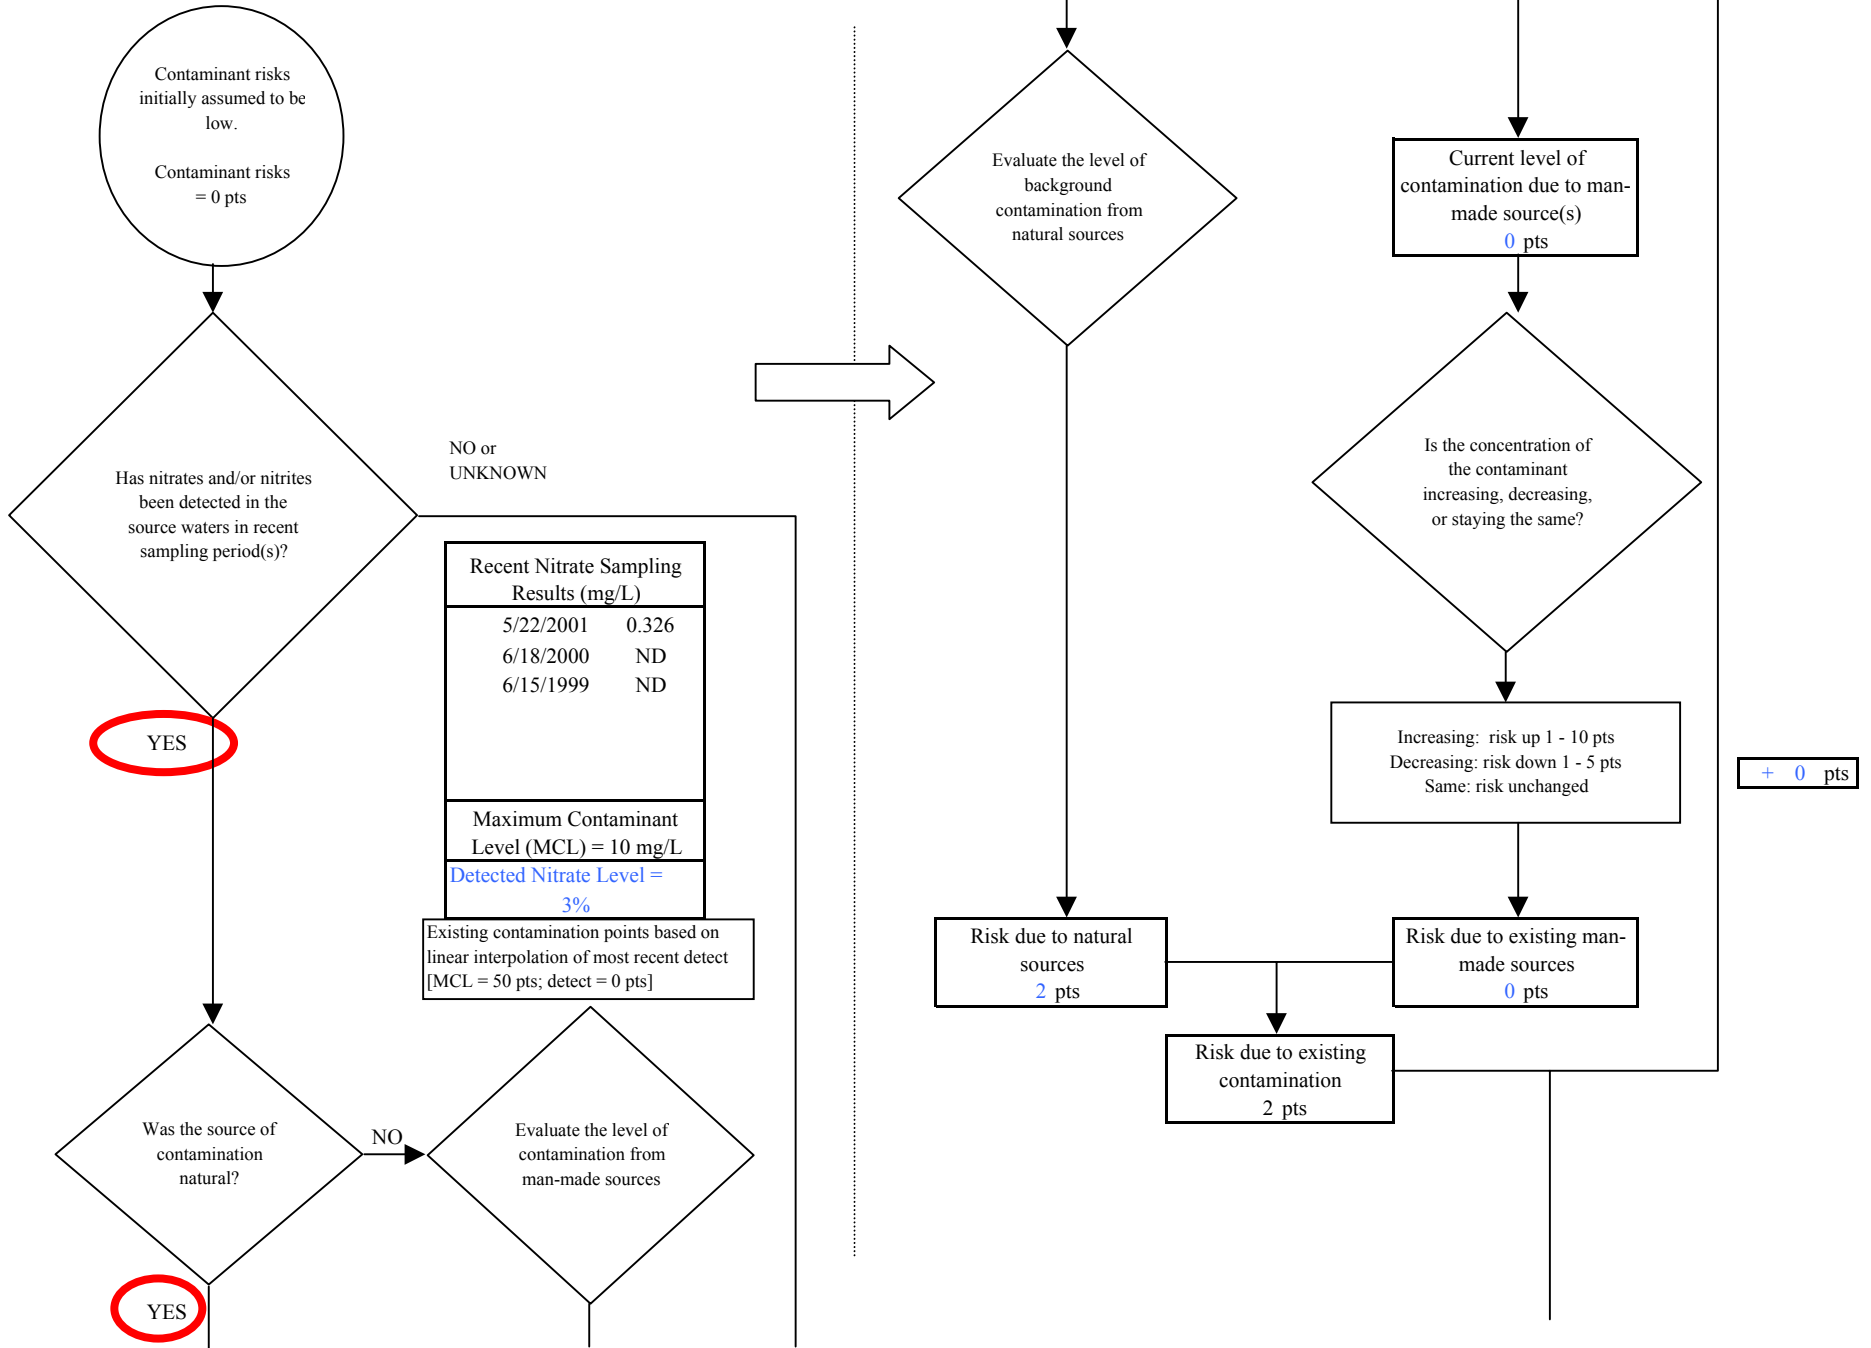 Contaminant risks
initially assumed to be
low.
Contaminant risks
= 0 pts
Has nitrates and/or nitrites
been detected in the
source waters in recent
sampling period(s)?
NO or
UNKNOWN
YES
Recent Nitrate Sampling
Results (mg/L)
5/22/2001 0.326
6/18/2000 ND
6/15/1999 ND
Maximum Contaminant
Level (MCL) = 10 mg/L
Detected Nitrate Level =
3%
Existing contamination points based on
linear interpolation of most recent detect
[MCL = 50 pts; detect = 0 pts]
Was the source of
contamination
natural?
NO
Evaluate the level of
contamination from
man-made sources
YES
Evaluate the level of
background
contamination from
natural sources
Current level of
contamination due to man-
made source(s)
0 pts
Is the concentration of
the contaminant
increasing, decreasing,
or staying the same?
Increasing: risk up 1 - 10 pts
Decreasing: risk down 1 - 5 pts
Same: risk unchanged
+ 0 pts
Risk due to natural
sources
2 pts
Risk due to existing man-
made sources
0 pts
Risk due to existing
contamination
2 pts